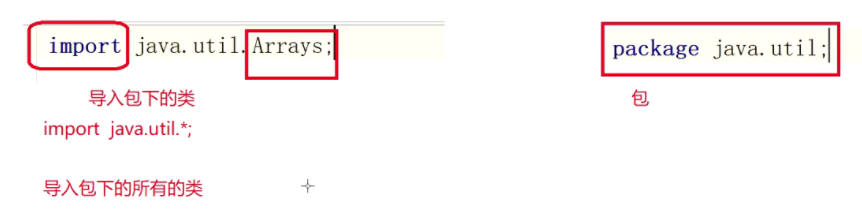 import java.util.Arrays;
导入包下的类
import java.util.*;
导入包下的所有的类
package java.util;
包